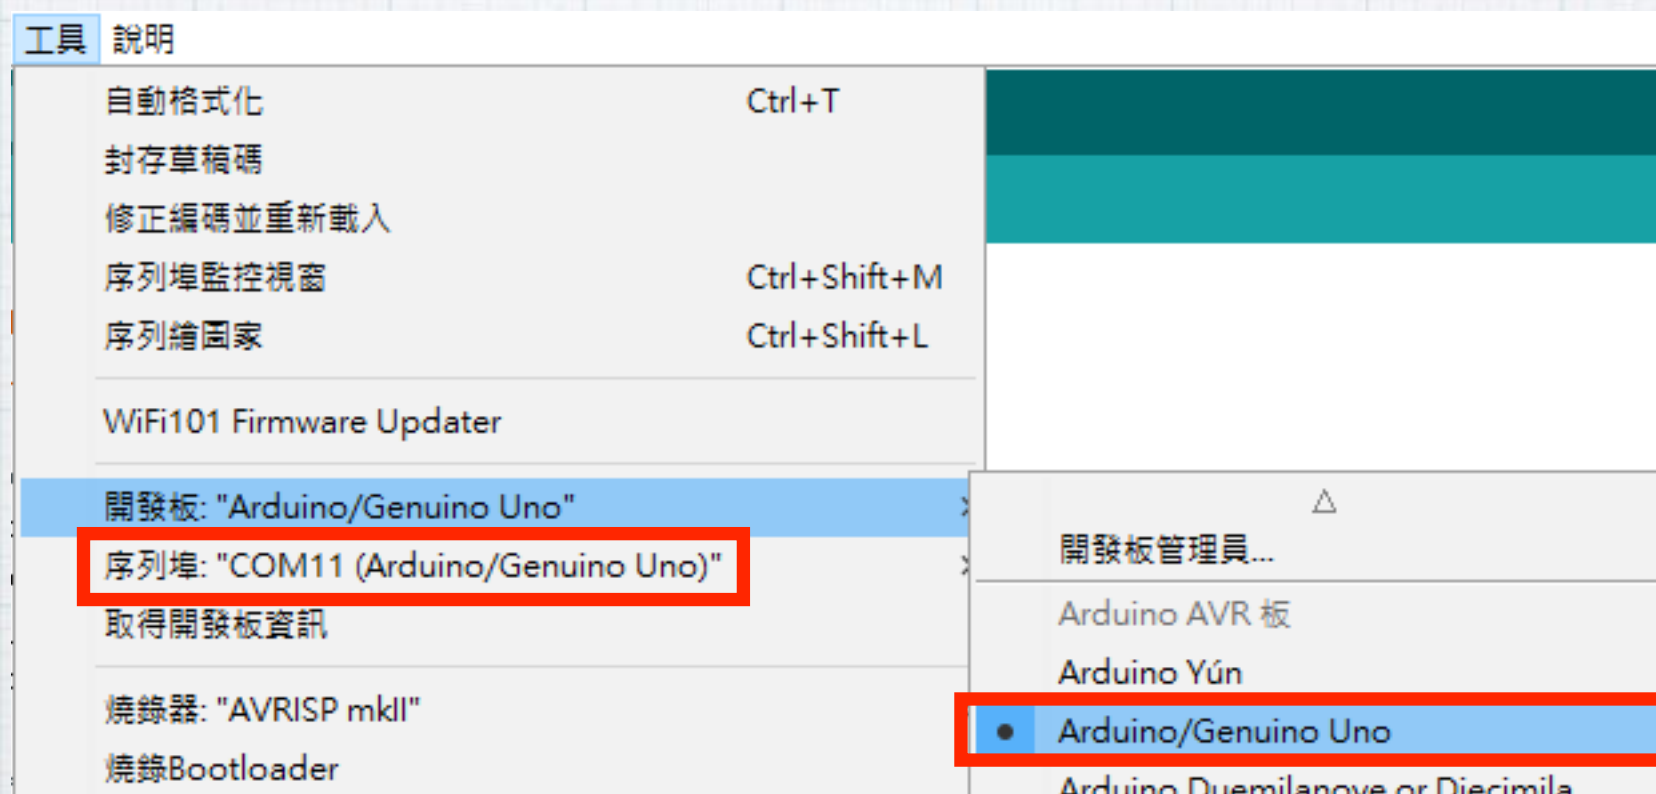 工具 說明
自動格式化 Ctrl+T
封存草稿碼
修正編碼並重新載入
序列埠監控視窗 Ctrl+Shift+M
序列繪圖家 Ctrl+Shift+L
WiFi101 Firmware Updater
開發板: "Arduino/Genuino Uno"
序列埠: "COM11 (Arduino/Genuino Uno)"
取得開發板資訊
燒錄器: "AVRISP mkII"
燒錄Bootloader
開發板管理員...
Arduino AVR 板
Arduino Yún
Arduino/Genuino Uno
Arduino Duemilanove or Diecimila